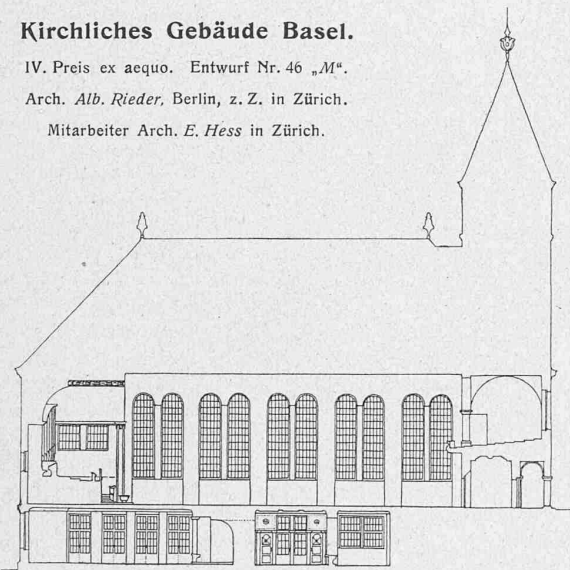 Kirchliches Gebäude Basel.
IV. Preis ex aequo. Entwurf Nr. 46 „M“.
Arch. Alb. Rieder, Berlin, z. Z. in Zürich.
Mitarbeiter Arch. E. Hess in Zürich.